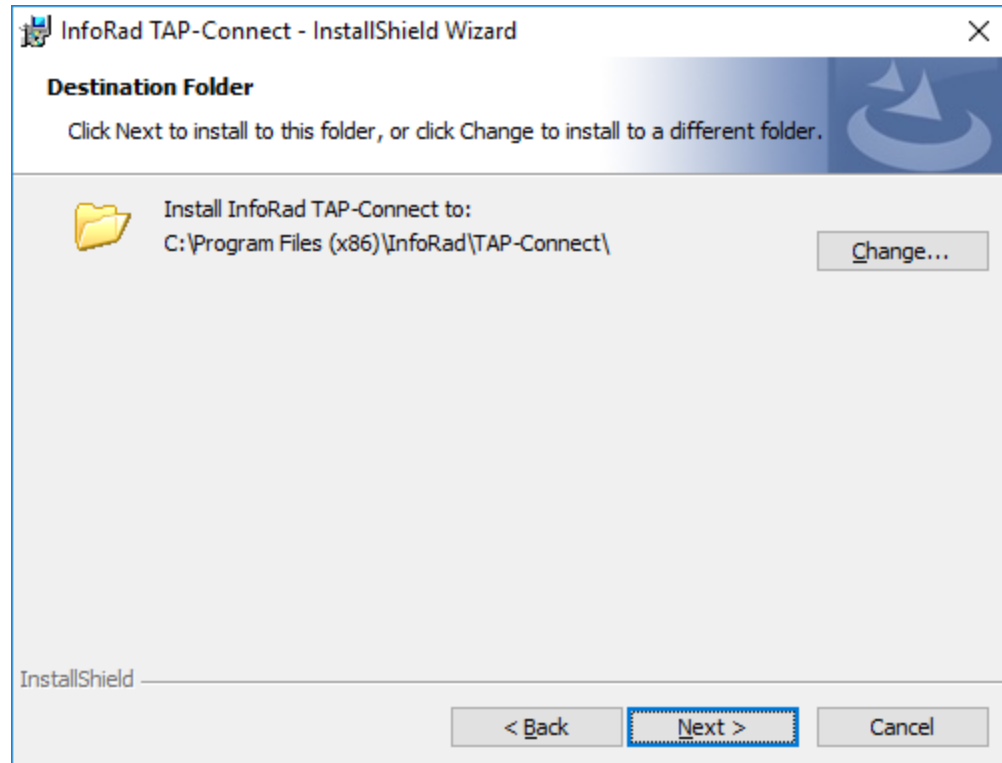 InfoRad TAP-Connect - InstallShield Wizard
Destination Folder
Click Next to install to this folder, or click Change to install to a different folder.
Install InfoRad TAP-Connect to:
C:\Program Files (x86)\InfoRad\TAP-Connect\
Change...
InstallShield
< Back
Next >
Cancel